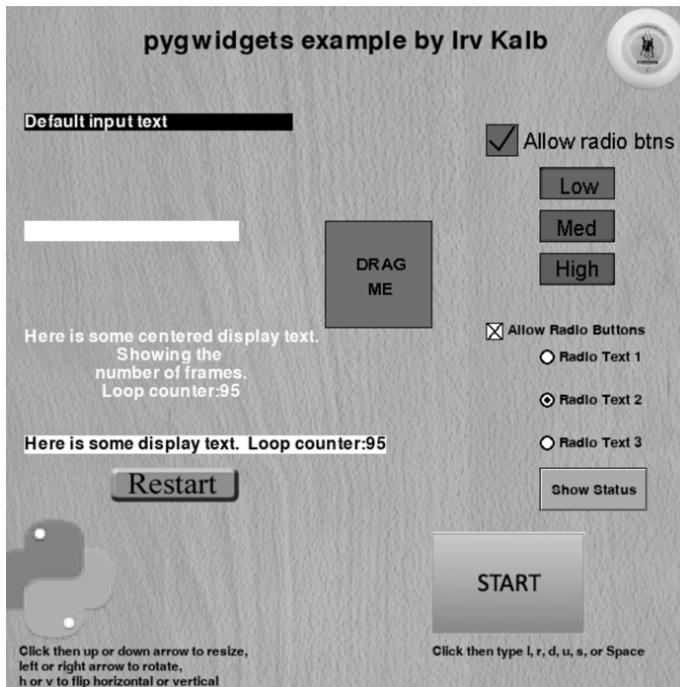 pygwidgets example by Irv Kalb
Default input text
Allow radio btns
Low
Med
High
DRAG
ME
Here is some centered display text.
Showing the
number of frames.
Loop counter:95
Allow Radio Buttons
Radio Text 1
Radio Text 2
Radio Text 3
Here is some display text.  Loop counter:95
Restart
Show Status
START
Click then up or down arrow to resize,
left or right arrow to rotate,
h or v to flip horizontal or vertical
Click then type l, r, d, u, s, or Space